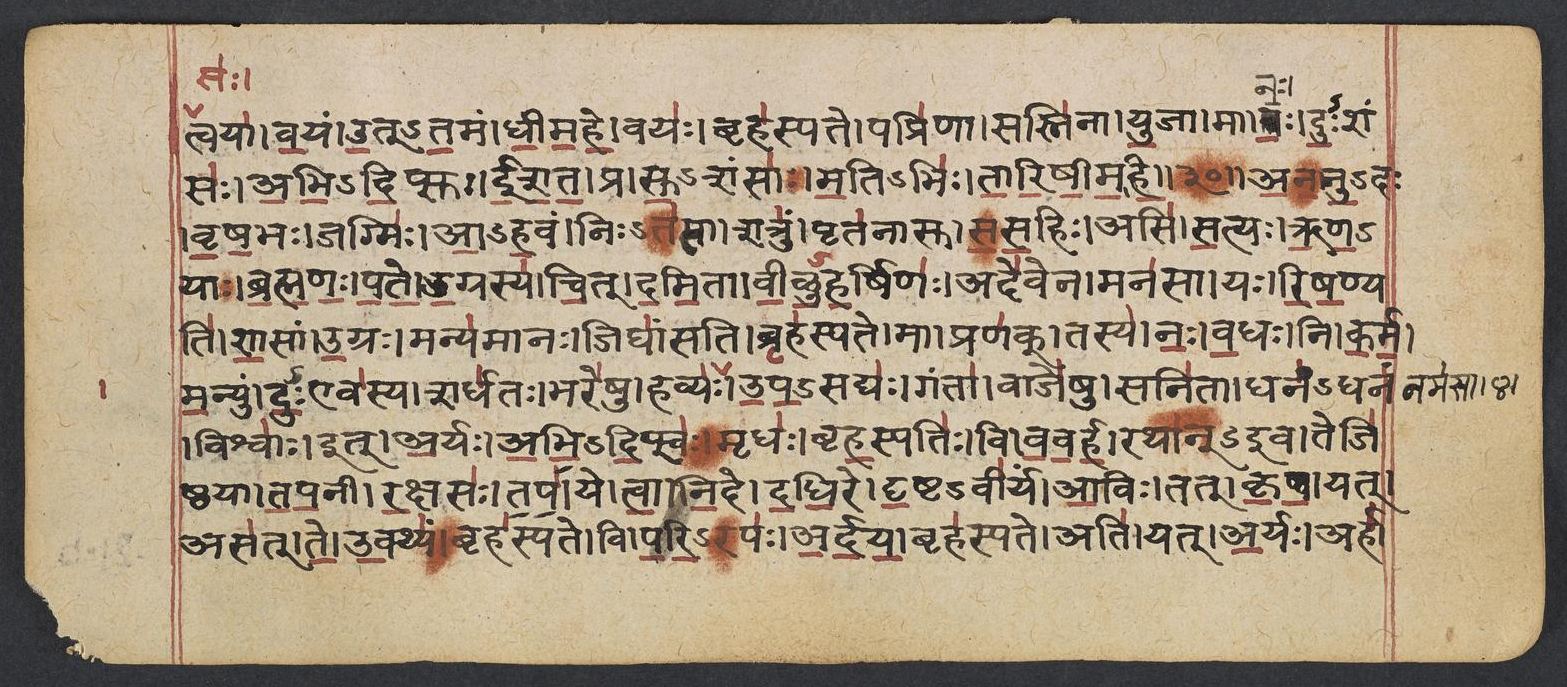 सः।
नः।
त्वया।वयं।उत्ऽतमं।धीमहे।वयः।बृहस्पते।पप्रिणा।सस्निना।युजा।मा।नः।दुःशं
सः।अभिऽदिप्सुः।ईशत।प्र।सुऽशंसाः।मतिऽभिः।तारिषीमहि॥३०॥अननुऽदः
।वृषभः।जग्मिः।आऽहवं।निःऽतप्ता।शत्रुं।पृतनासु।ससहिः।असि।सत्यः।ऋणऽ
याः।ब्रह्मणः।पते।उग्रस्य।चित्।दमिता।वीळुऽहर्षिणः।अदेवेन।मनसा।यः।रिषण्य
ति।शासां।उग्रः।मन्यमानः।जिघांसति।बृहस्पते।मा।प्रणक्।तस्य।नः।वधः।नि।कर्म।
मन्युं।दुःऽएवस्य।शर्धतः।भरेषु।हव्यः।उपऽसद्यः।गंता।वाजेषु।सनिता।धनंऽधनं नमसा।४।
।विश्वाः।इत्।अर्यः।अभिऽदिप्स्वः।मृधः।बृहस्पतिः।वि।ववर्ह।रथान्ऽइव।तेजि
ष्ठया।तपनी।रक्षसः।तप।ये।त्वा।निदे।दधिरे।दृष्टऽवीर्यं।आविः।तत्।कृष्व।यत्।
असत्।ते।उक्थ्यं।बृहस्पते।वि।परिऽरपः।अर्दय।बृहस्पते।अति।यत्।अर्यः।अर्हा